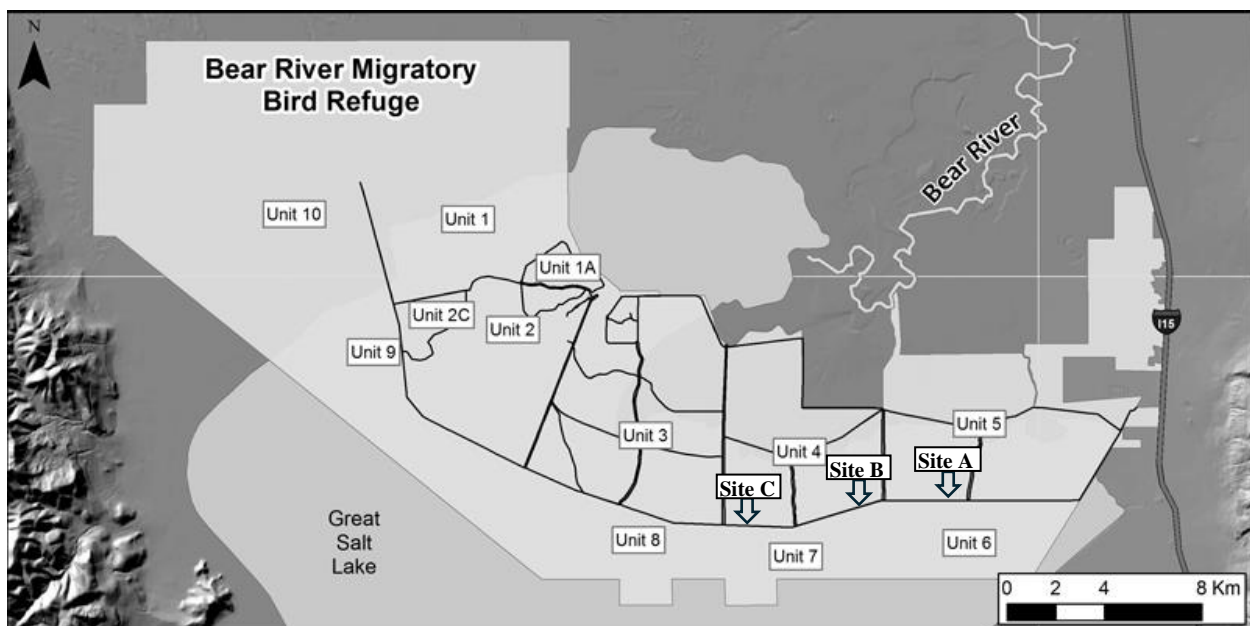 N
Bear River Migratory
Bird Refuge
Bear River
Unit 10
Unit 1
Unit 1A
Unit 2C
Unit 2
Unit 9
I15
Unit 3
Unit 5
Unit 4
Site A
Site B
Site C
Great
Salt
Lake
Unit 8
Unit 7
Unit 6
0 2 4 8 Km